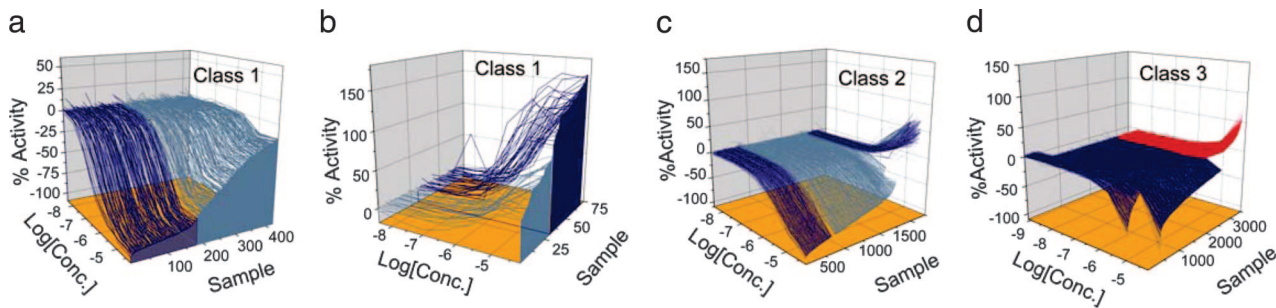 a
Class 1
% Activity
50
25
0
-25
-50
-75
-100
-8
-7
-6
-5
Log[Conc.]
100
200
300
400
Sample
b
Class 1
% Activity
150
100
50
0
-8
-7
-6
-5
Log[Conc.]
25
50
75
Sample
c
Class 2
%Activity
150
100
50
0
-50
-100
-8
-7
-6
-5
Log[Conc.]
500
1000
1500
Sample
d
Class 3
%Activity
150
100
50
0
-50
-100
-9
-8
-7
-6
-5
Log[Conc.]
1000
2000
3000
Sample